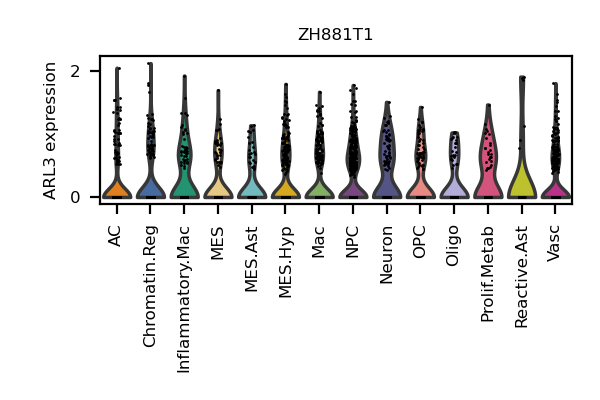 ZH881T1
ARL3 expression
2
0
AC
Chromatin.Reg
Inflammatory.Mac
MES
MES.Ast
MES.Hyp
Mac
NPC
Neuron
OPC
Oligo
Prolif.Metab
Reactive.Ast
Vasc